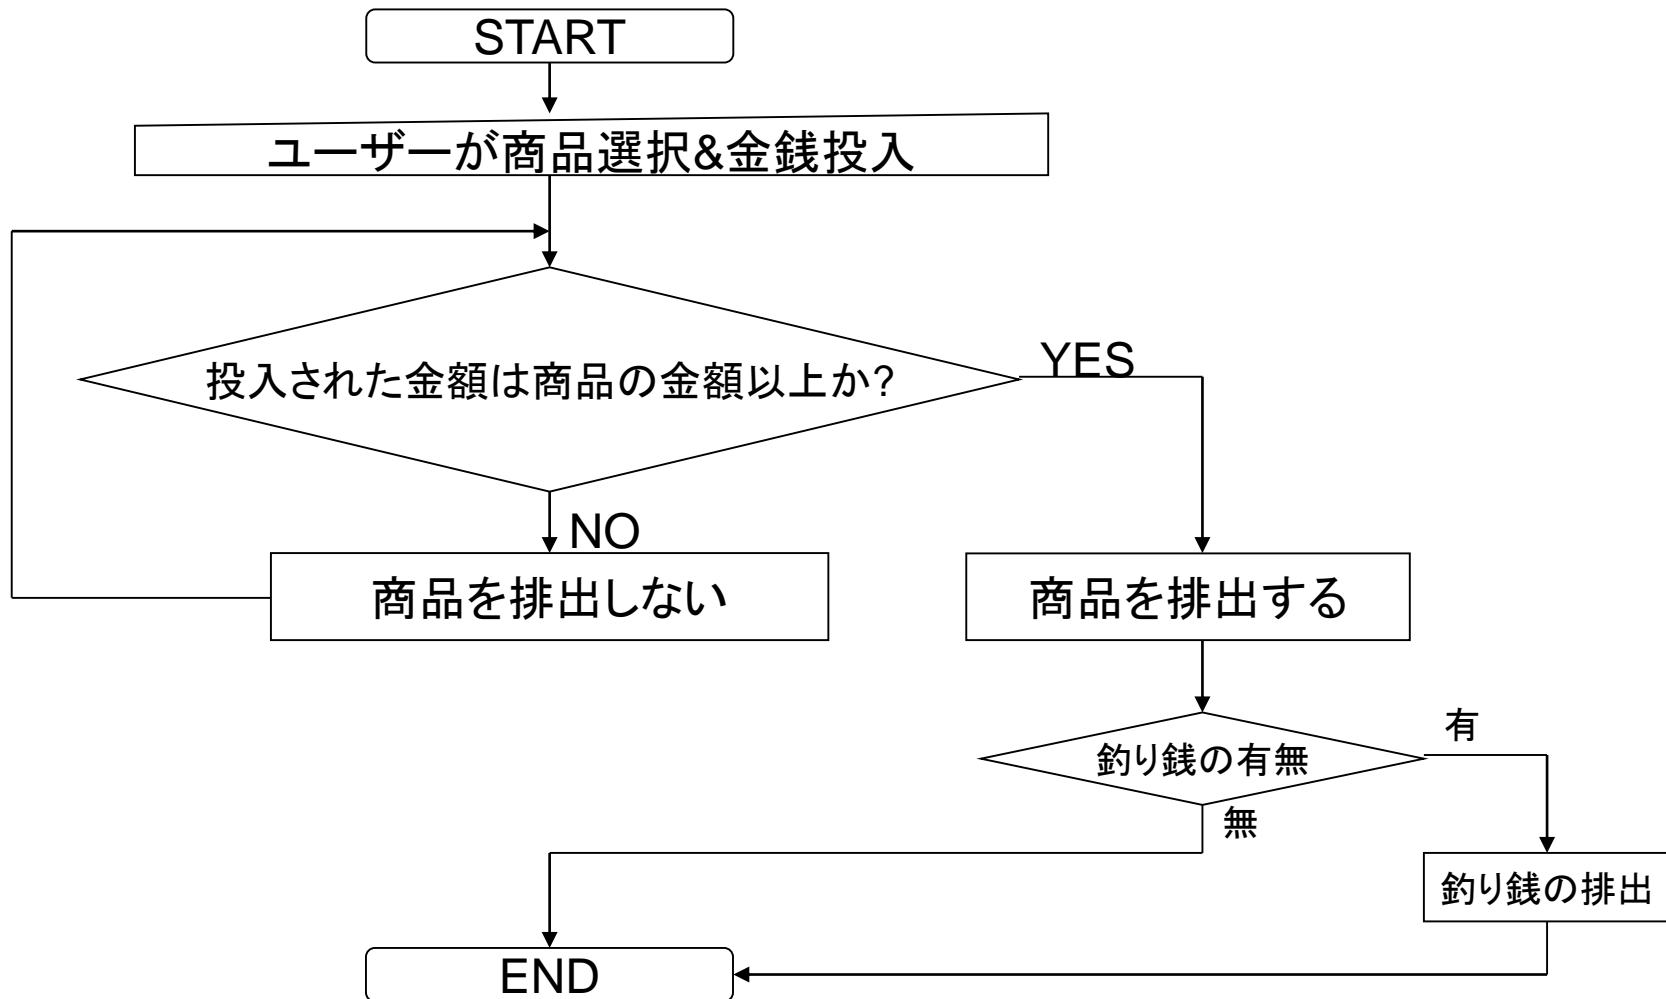 START
ユーザーが商品選択&金銭投入
投入された金額は商品の金額以上か?
YES
NO
商品を排出しない
商品を排出する
釣り銭の有無
有
無
釣り銭の排出
END